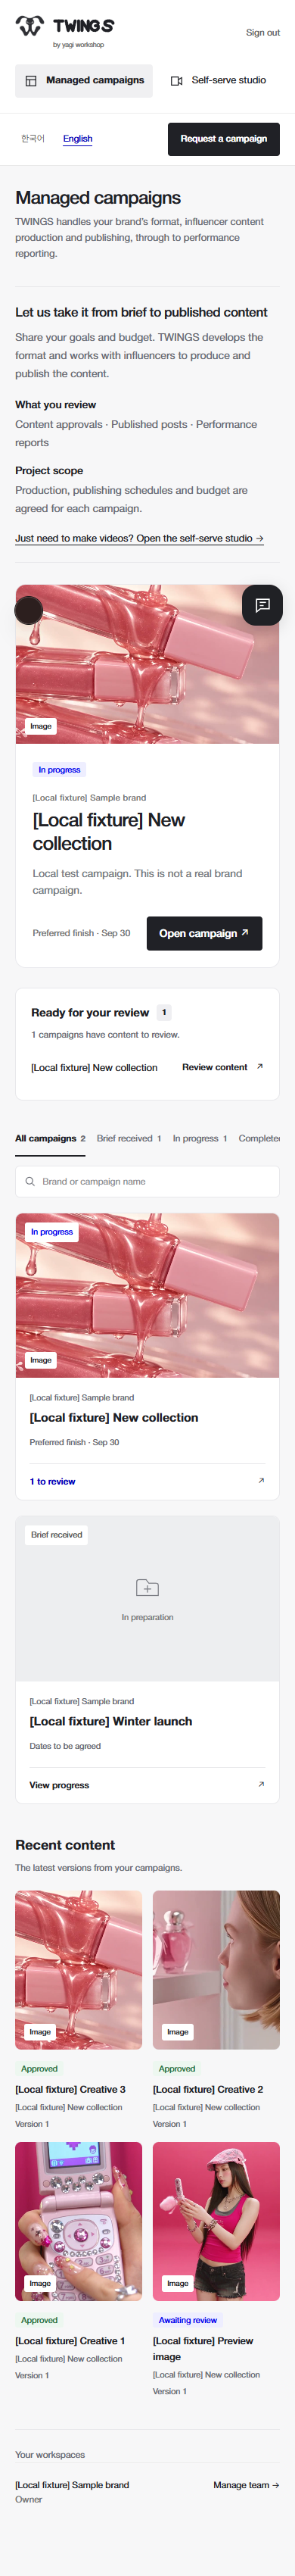 TWINGS
by yagi workshop
Sign out
Managed campaigns
Self-serve studio
한국어
English
Request a campaign
Managed campaigns
TWINGS handles your brand's format, influencer content
production and publishing, through to performance
reporting.
Let us take it from brief to published content
Share your goals and budget. TWINGS develops the
format and works with influencers to produce and
publish the content.
What you review
Content approvals · Published posts · Performance
reports
Project scope
Production, publishing schedules and budget are
agreed for each campaign.
Just need to make videos? Open the self-serve studio →
Image
In progress
[Local fixture] Sample brand
[Local fixture] New
collection
Local test campaign. This is not a real brand
campaign.
Preferred finish · Sep 30
Open campaign ↗
Ready for your review 1
1 campaigns have content to review.
[Local fixture] New collection
Review content ↗
All campaigns 2
Brief received 1
In progress 1
Complete
Brand or campaign name
In progress
Image
[Local fixture] Sample brand
[Local fixture] New collection
Preferred finish · Sep 30
1 to review ↗
Brief received
In preparation
[Local fixture] Sample brand
[Local fixture] Winter launch
Dates to be agreed
View progress ↗
Recent content
The latest versions from your campaigns.
Image
Approved
[Local fixture] Creative 3
[Local fixture] New collection
Version 1
Image
Approved
[Local fixture] Creative 2
[Local fixture] New collection
Version 1
Image
Approved
[Local fixture] Creative 1
[Local fixture] New collection
Version 1
Image
Awaiting review
[Local fixture] Preview
image
[Local fixture] New collection
Version 1
Your workspaces
[Local fixture] Sample brand
Owner
Manage team →